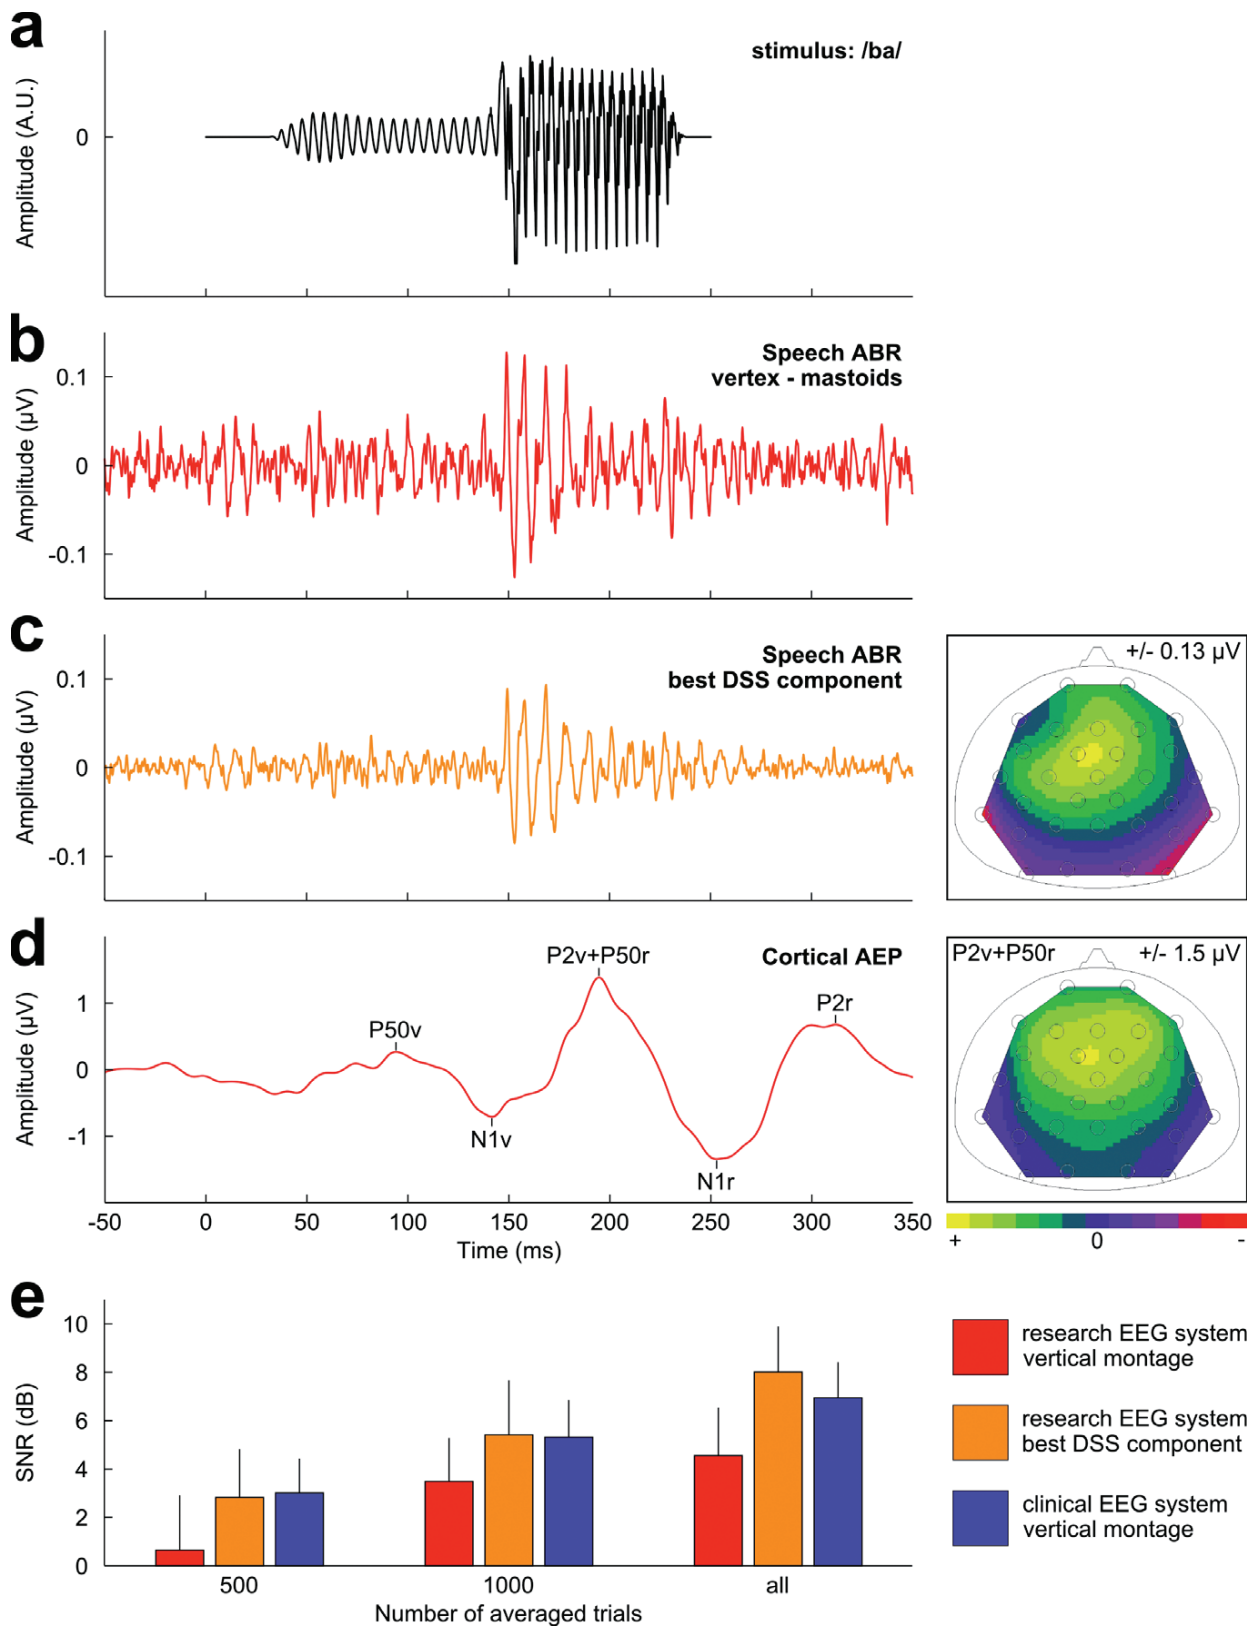 a
stimulus: /ba/
Amplitude (A.U.)
0
b
Speech ABR
vertex - mastoids
Amplitude (µV)
0.1
0
-0.1
c
Speech ABR
best DSS component
Amplitude (µV)
0.1
0
-0.1
+/- 0.13 µV
d
Cortical AEP
Amplitude (µV)
1
0
-1
P50v
N1v
P2v+P50r
N1r
P2r
-50 0 50 100 150 200 250 300 350
Time (ms)
P2v+P50r +/- 1.5 µV
+ 0 -
e
SNR (dB)
10
8
6
4
2
0
500 1000 all
Number of averaged trials
research EEG system
vertical montage
research EEG system
best DSS component
clinical EEG system
vertical montage